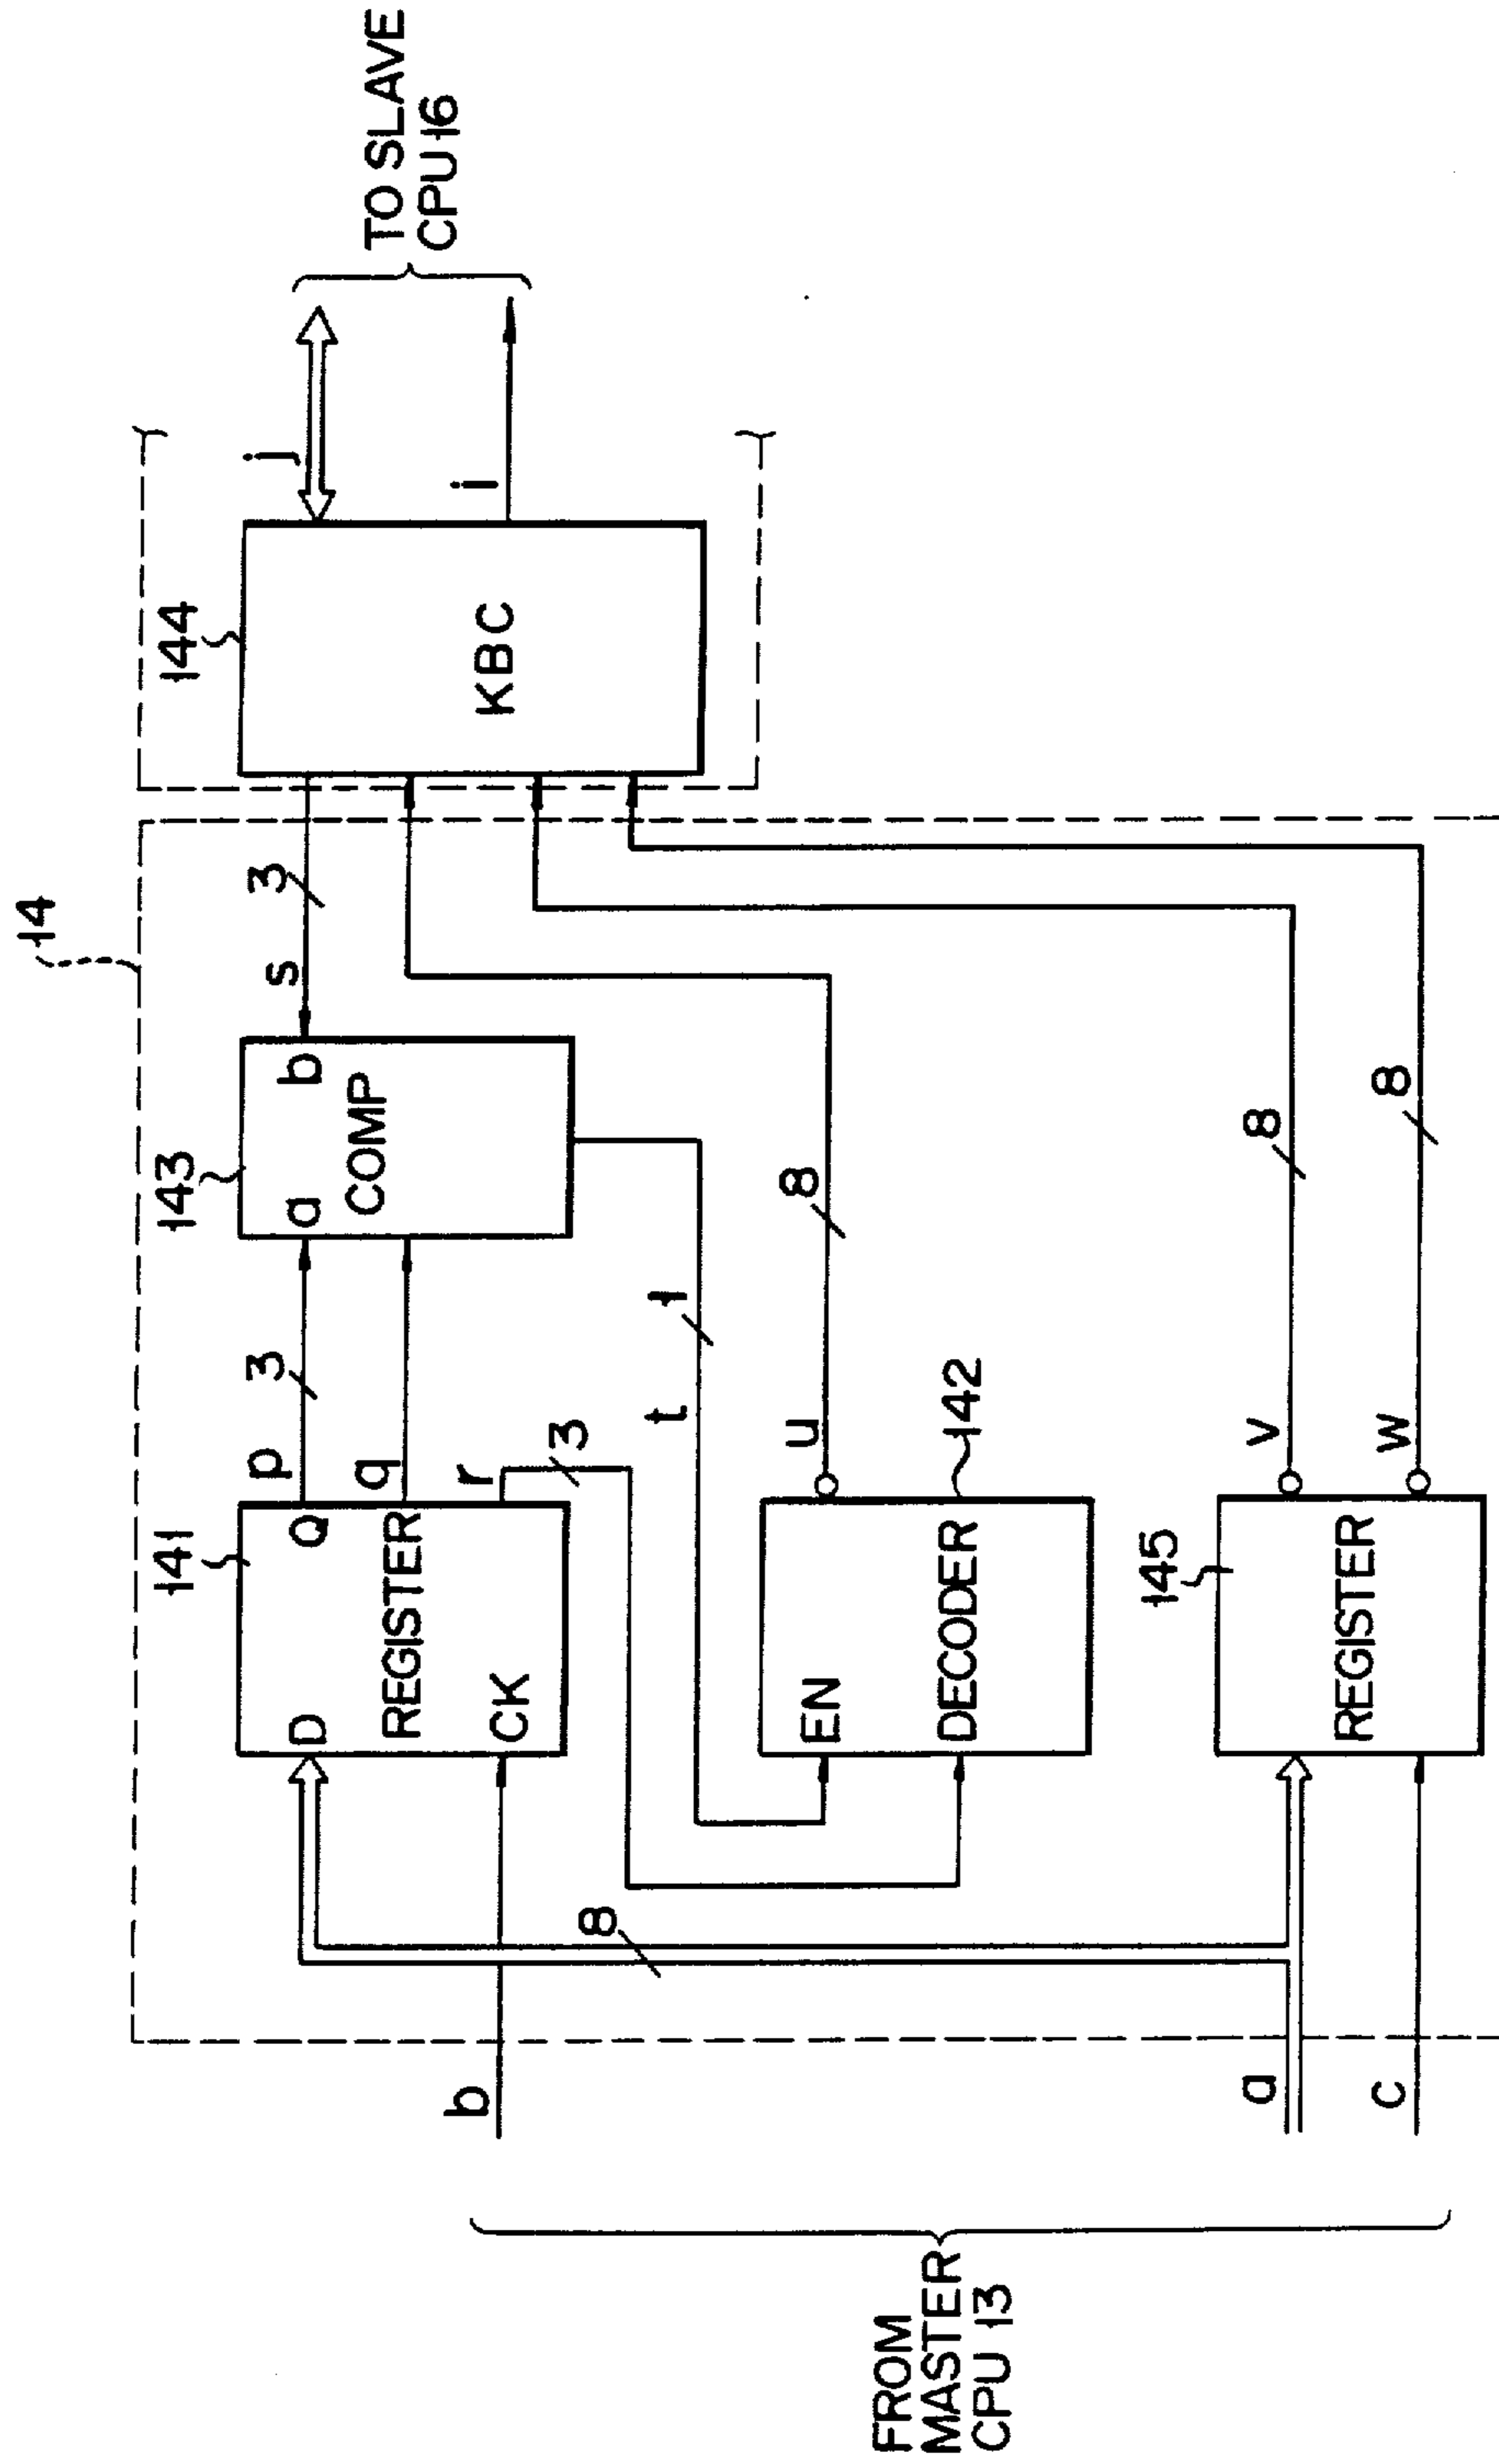 14
141
D
Q
REGISTER
CK
p
3
q
r
3
143
a
b
COMP
s
3
144
KBC
j
i
TO SLAVE
CPU 16
t
1
EN
DECODER
142
u
8
145
REGISTER
v
8
w
8
b
8
a
c
FROM
MASTER
CPU 13